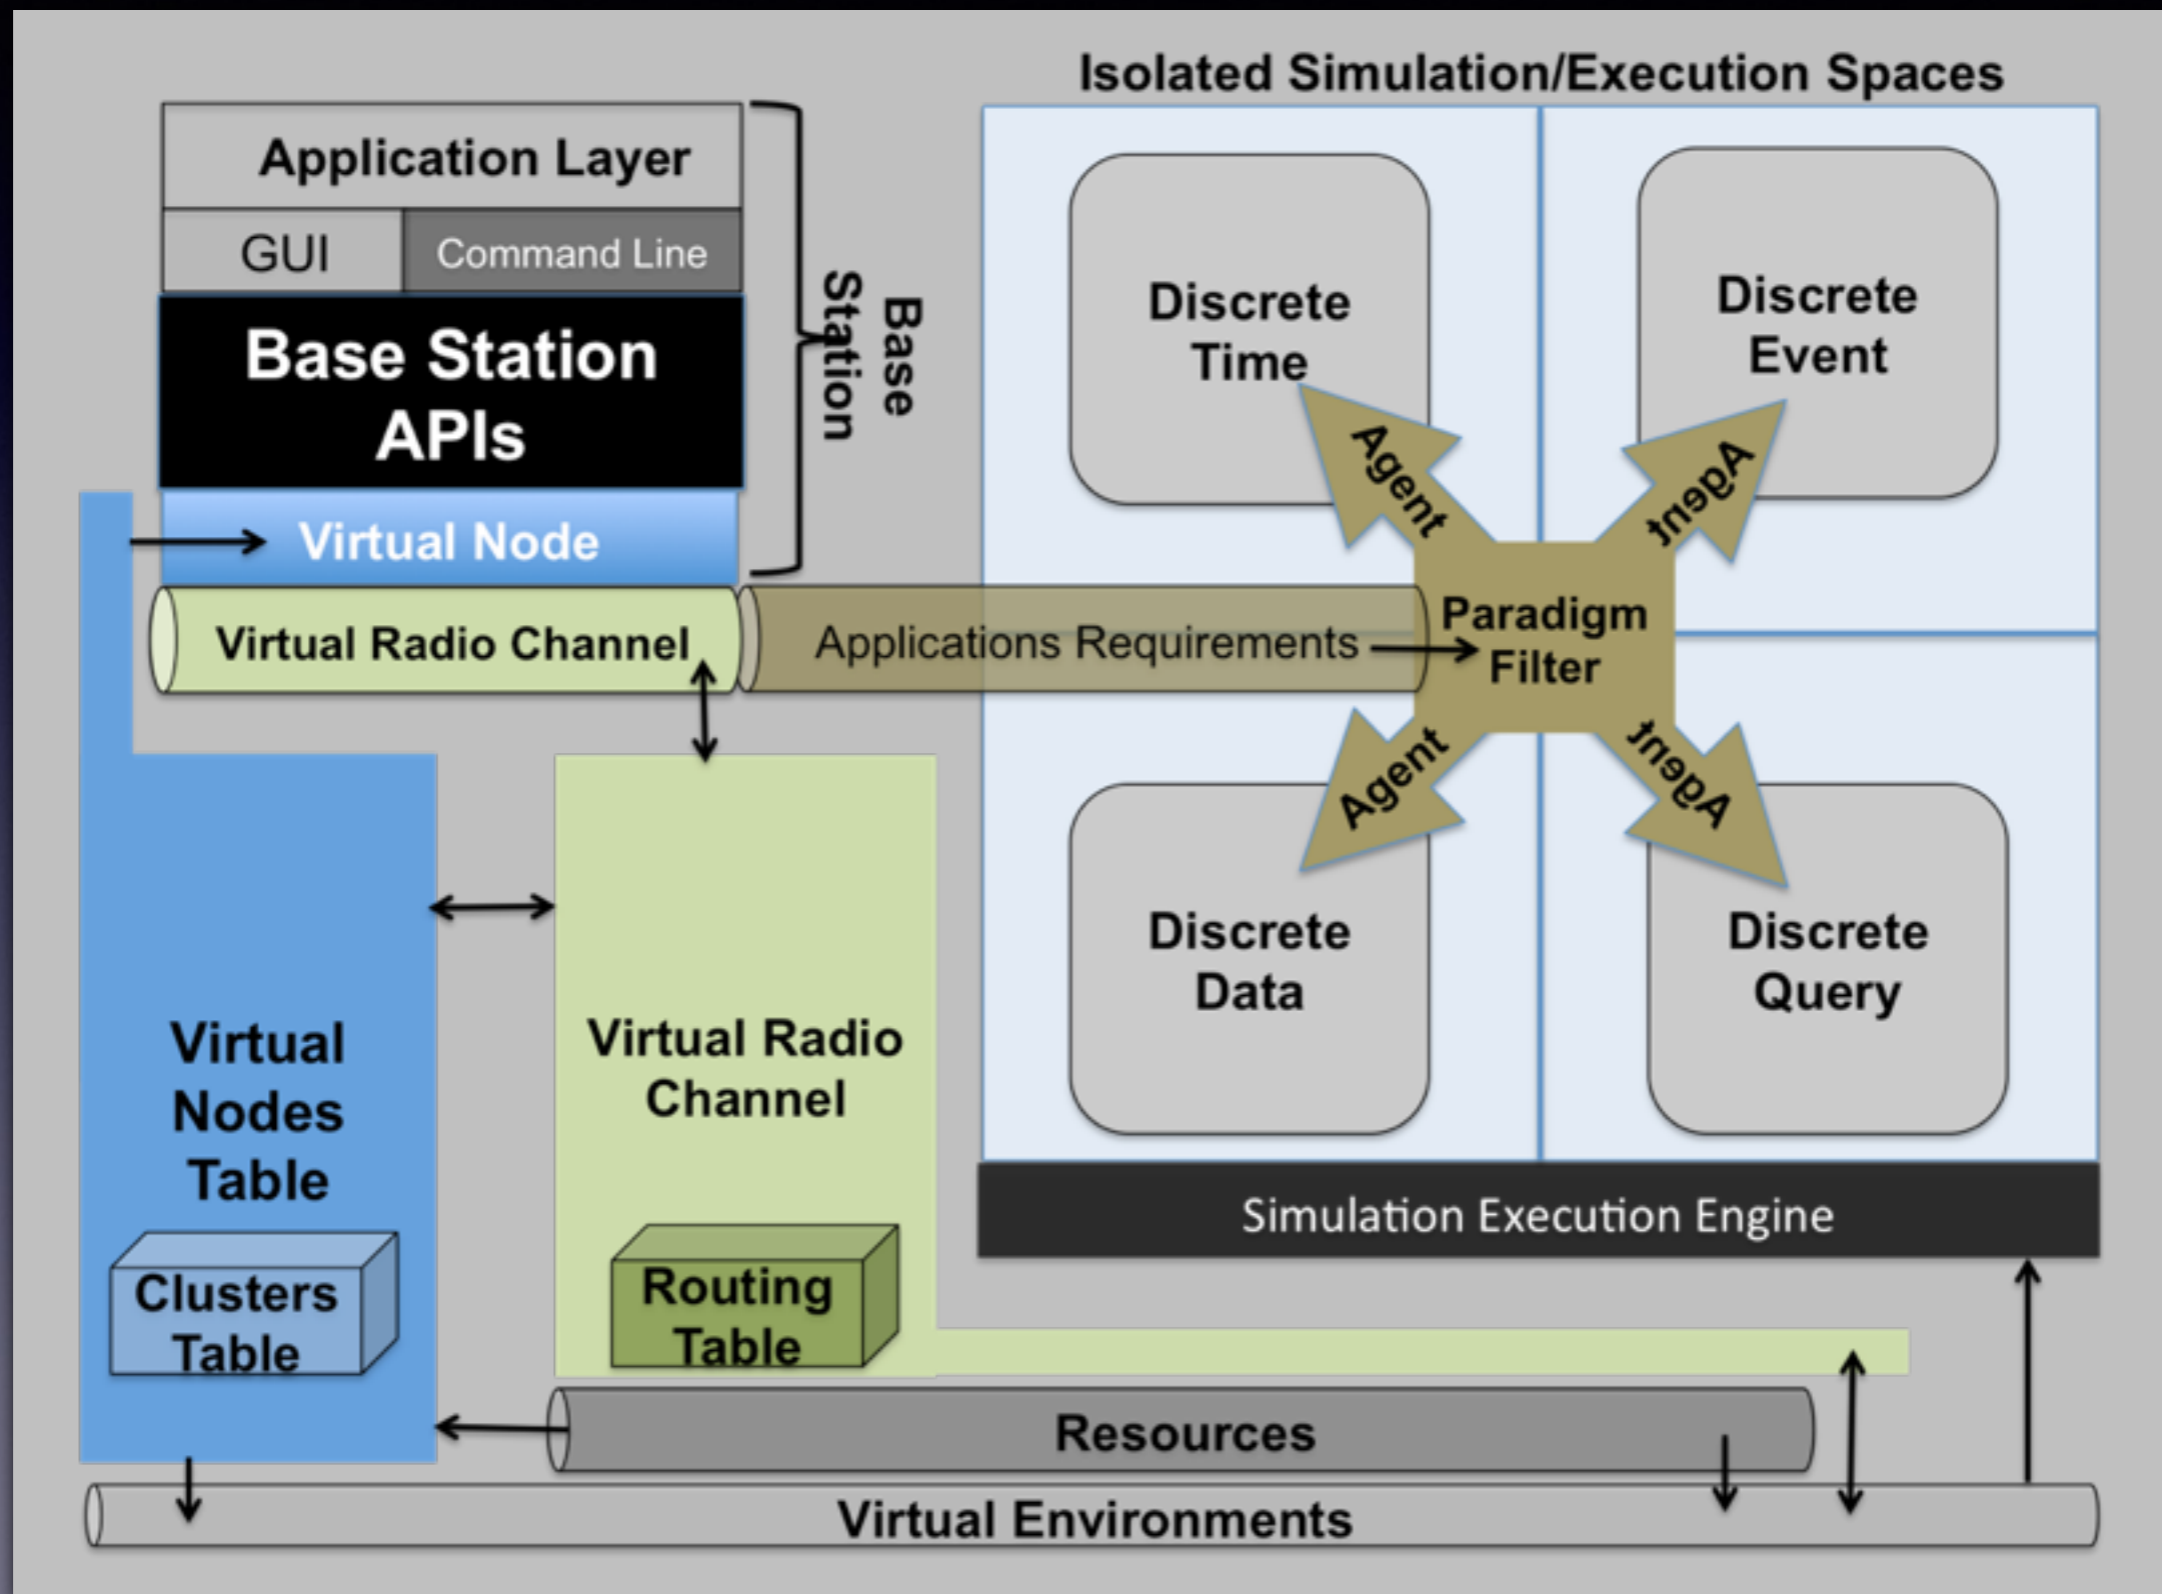 Isolated Simulation/Execution Spaces
Application Layer
GUI
Command Line
Base Station
APIs
Virtual Node
Base
Station
Virtual Radio Channel
Applications Requirements
Discrete
Time
Discrete
Event
Agent
Agent
Paradigm
Filter
Agent
Agent
Discrete
Data
Discrete
Query
Virtual
Nodes
Table
Clusters
Table
Virtual Radio
Channel
Routing
Table
Simulation Execution Engine
Resources
Virtual Environments